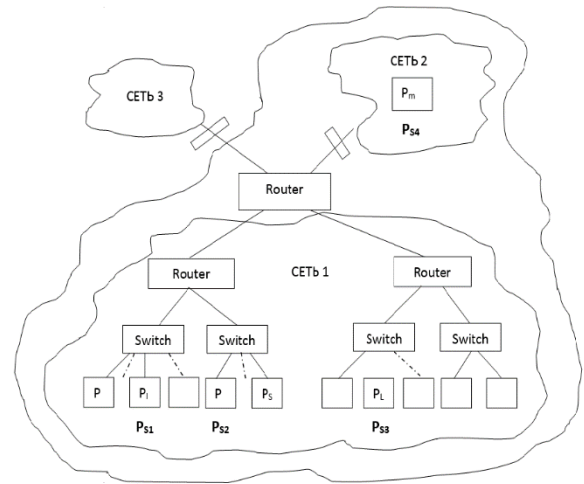 СЕТЬ 2
СЕТЬ 3
Pm
PS4
Router
Router
СЕТЬ 1
Router
Switch
Switch
Switch
Switch
P
PI
P
PS
PL
PS1
PS2
PS3